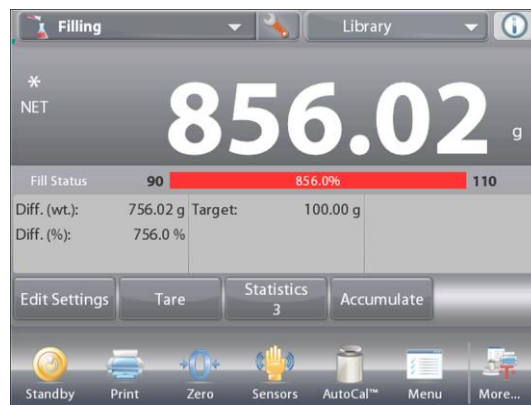 Filling
Library
*
NET
856.02 g
Fill Status 90 856.0% 110
Diff. (wt.): 756.02 g Target: 100.00 g
Diff. (%): 756.0 %
Edit Settings Tare Statistics Accumulate
3
Standby Print Zero Sensors AutoCal™ Menu More...